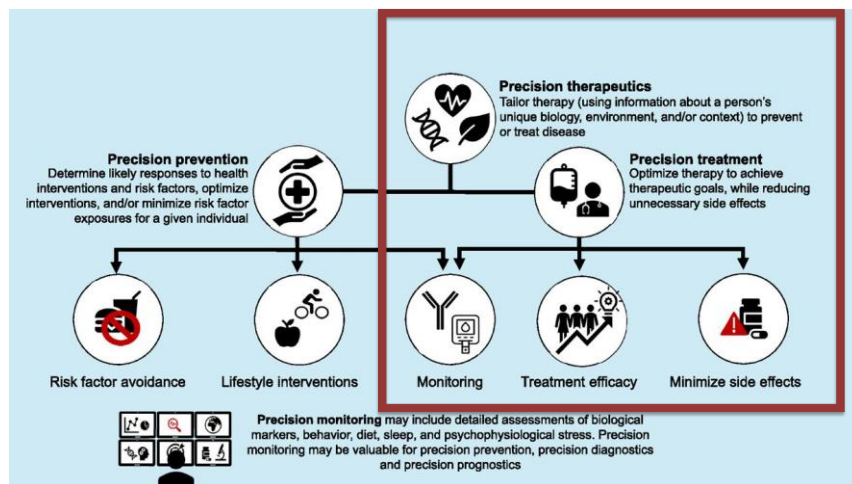 Precision therapeutics
Tailor therapy (using information about a person's
unique biology, environment, and/or context) to prevent
or treat disease
Precision prevention
Determine likely responses to health
interventions and risk factors, optimize
interventions, and/or minimize risk factor
exposures for a given individual
Precision treatment
Optimize therapy to achieve
therapeutic goals, while reducing
unnecessary side effects
Risk factor avoidance
Lifestyle interventions
Monitoring
Treatment efficacy
Minimize side effects
Precision monitoring may include detailed assessments of biological
markers, behavior, diet, sleep, and psychophysiological stress. Precision
monitoring may be valuable for precision prevention, precision diagnostics
and precision prognostics